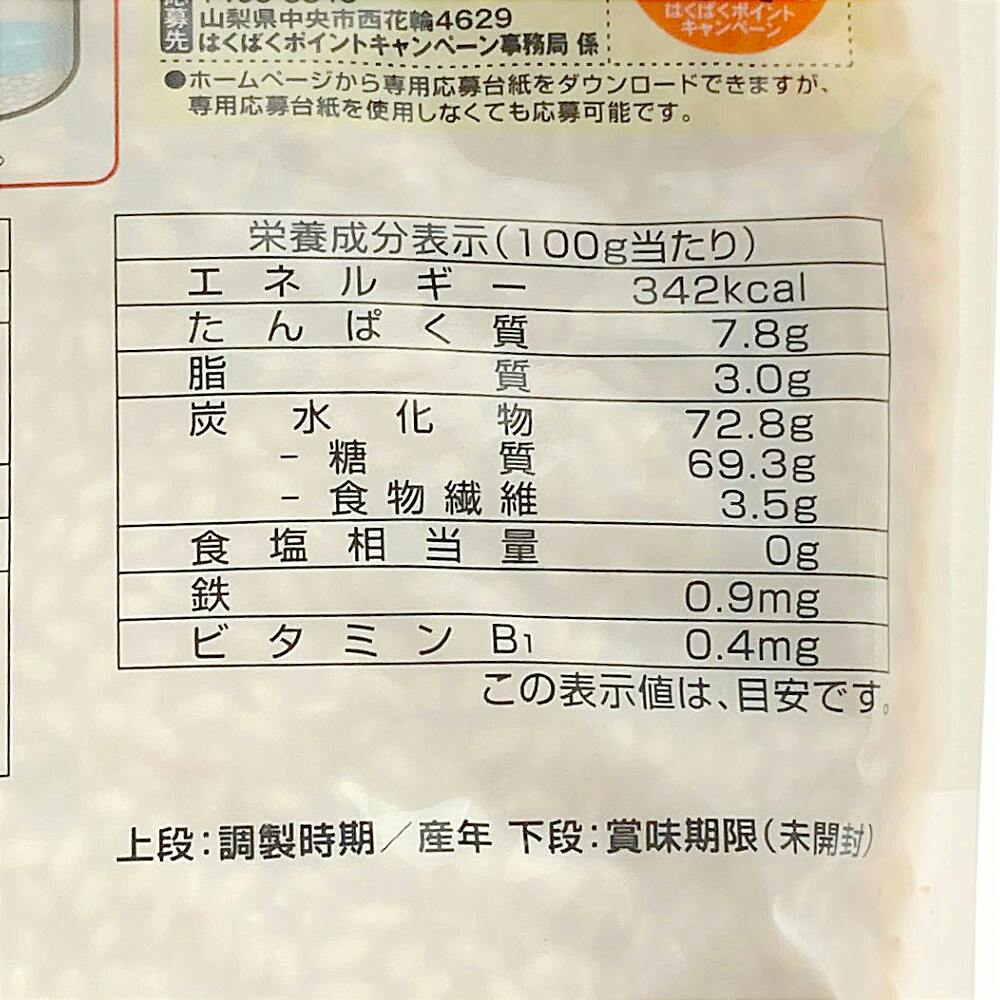 応募先
山梨県中央市西花輪4629
はくばくポイントキャンペーン事務局 係
はくばくポイント
キャンペーン
●ホームページから専用応募台紙をダウンロードできますが、
専用応募台紙を使用しなくても応募可能です。
栄養成分表示(100g当たり)
エネルギー 342kcal
たんぱく質 7.8g
脂質 3.0g
炭水化物 72.8g
-糖質 69.3g
-食物繊維 3.5g
食塩相当量 0g
鉄 0.9mg
ビタミンB1 0.4mg
この表示値は、目安です。
上段:調製時期/産年 下段:賞味期限(未開封)